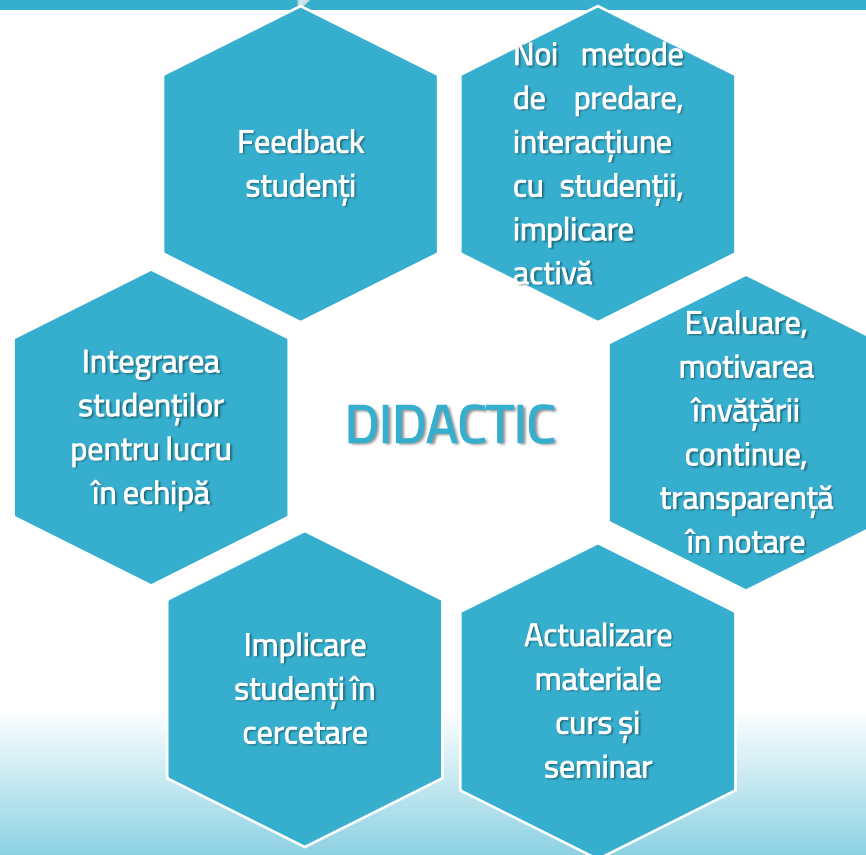 Feedback
studenți
Noi metode
de predare,
interacțiune
cu studenții,
implicare
activă
Integrarea
studenților
pentru lucru
în echipă
DIDACTIC
Evaluare,
motivarea
învățării
continue,
transparență
în notare
Implicare
studenți în
cercetare
Actualizare
materiale
curs și
seminar